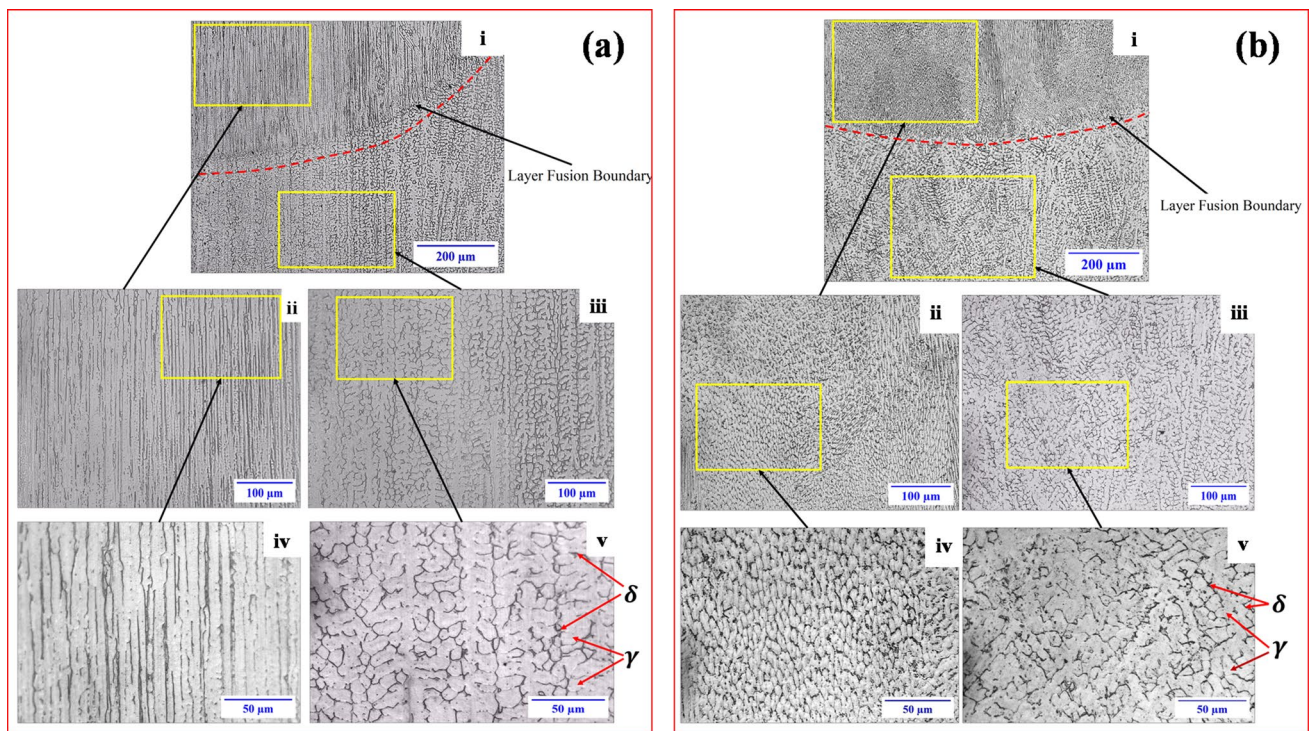 (a)
i
Layer Fusion Boundary
200 μm
ii
100 μm
iii
100 μm
iv
50 μm
v
δ
γ
50 μm
(b)
i
Layer Fusion Boundary
200 μm
ii
100 μm
iii
100 μm
iv
50 μm
v
δ
γ
50 μm